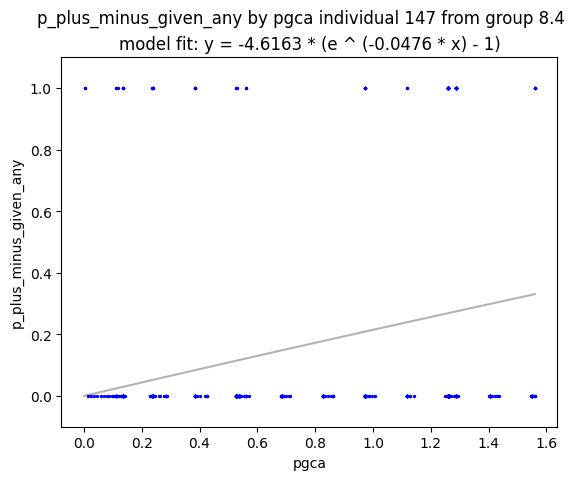 p_plus_minus_given_any by pgca individual 147 from group 8.4
model fit: y = -4.6163 * (e ^ (-0.0476 * x) - 1)
1.0
0.8
0.6
0.4
0.2
0.0
p_plus_minus_given_any
0.0 0.2 0.4 0.6 0.8 1.0 1.2 1.4 1.6
pgca